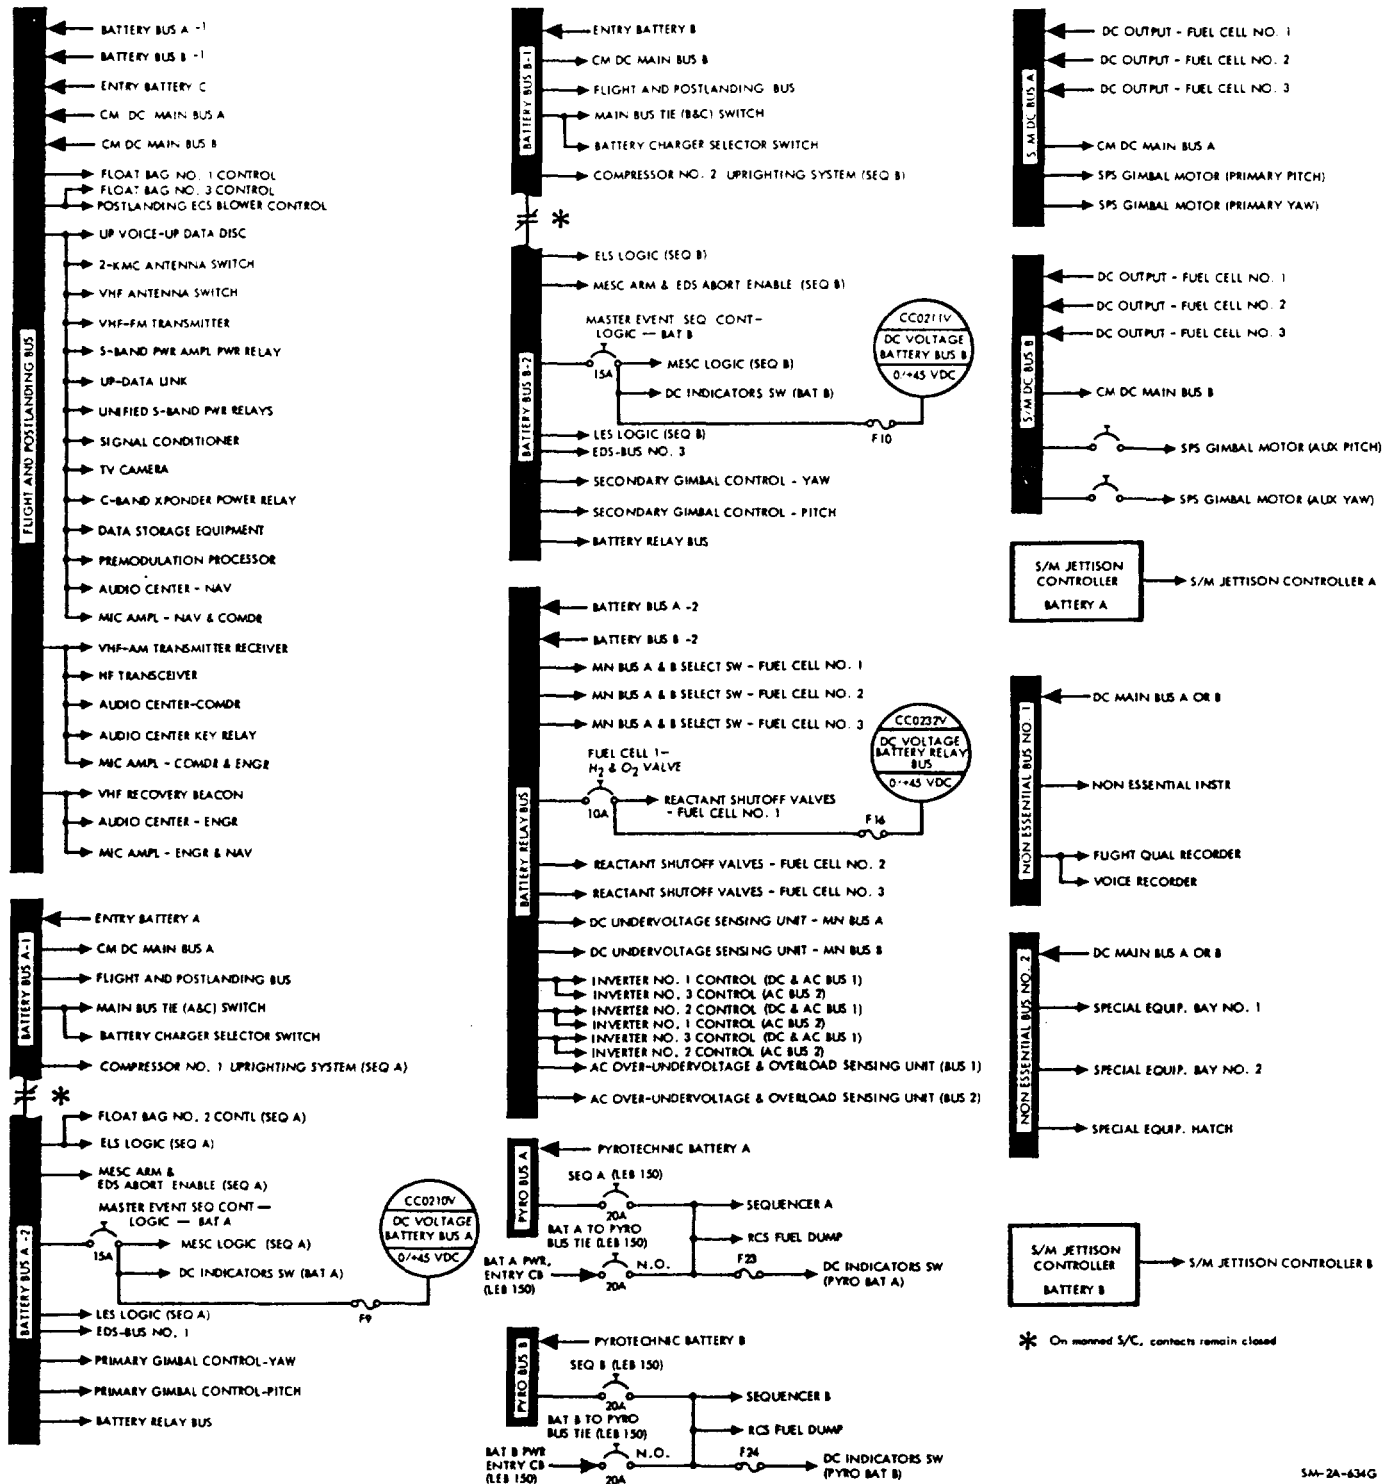 BATTERY BUS A -1
BATTERY BUS B -1
ENTRY BATTERY C
CM DC MAIN BUS A
CM DC MAIN BUS B
FLOAT BAG NO. 1 CONTROL
FLOAT BAG NO. 3 CONTROL
POSTLANDING ECS BLOWER CONTROL
UP VOICE-UP DATA DISC
2-KMC ANTENNA SWITCH
VHF ANTENNA SWITCH
VHF-FM TRANSMITTER
S-BAND PWR AMPL PWR RELAY
UP-DATA LINK
UNIFIED S-BAND PWR RELAYS
SIGNAL CONDITIONER
TV CAMERA
C-BAND XPONDER POWER RELAY
DATA STORAGE EQUIPMENT
PREMODULATION PROCESSOR
AUDIO CENTER - NAV
MIC AMPL - NAV & COMDR
VHF-AM TRANSMITTER RECEIVER
HF TRANSCEIVER
AUDIO CENTER-COMDR
AUDIO CENTER KEY RELAY
MIC AMPL - COMDR & ENGR
VHF RECOVERY BEACON
AUDIO CENTER - ENGR
MIC AMPL - ENGR & NAV
FLIGHT AND POSTLANDING BUS
ENTRY BATTERY A
CM DC MAIN BUS A
FLIGHT AND POSTLANDING BUS
MAIN BUS TIE (A&C) SWITCH
BATTERY CHARGER SELECTOR SWITCH
COMPRESSOR NO. 1 UPRIGHTING SYSTEM (SEQ A)
BATTERY BUS A-1
*
FLOAT BAG NO. 2 CONTL (SEQ A)
ELS LOGIC (SEQ A)
MESC ARM &
EDS ABORT ENABLE (SEQ A)
MASTER EVENT SEQ CONT —
LOGIC — BAT A
15A
MESC LOGIC (SEQ A)
DC INDICATORS SW (BAT A)
CC0210V
DC VOLTAGE
BATTERY BUS A
0/+45 VDC
F9
LES LOGIC (SEQ A)
EDS-BUS NO. 1
PRIMARY GIMBAL CONTROL-YAW
PRIMARY GIMBAL CONTROL-PITCH
BATTERY RELAY BUS
BATTERY BUS A-2
ENTRY BATTERY B
CM DC MAIN BUS B
FLIGHT AND POSTLANDING BUS
MAIN BUS TIE (B&C) SWITCH
BATTERY CHARGER SELECTOR SWITCH
COMPRESSOR NO. 2 UPRIGHTING SYSTEM (SEQ B)
BATTERY BUS B-1
*
ELS LOGIC (SEQ B)
MESC ARM & EDS ABORT ENABLE (SEQ B)
MASTER EVENT SEQ CONT-
LOGIC — BAT B
15A
MESC LOGIC (SEQ B)
DC INDICATORS SW (BAT B)
CC0211V
DC VOLTAGE
BATTERY BUS B
0/+45 VDC
F10
LES LOGIC (SEQ B)
EDS-BUS NO. 3
SECONDARY GIMBAL CONTROL - YAW
SECONDARY GIMBAL CONTROL - PITCH
BATTERY RELAY BUS
BATTERY BUS B-2
BATTERY BUS A -2
BATTERY BUS B -2
MN BUS A & B SELECT SW - FUEL CELL NO. 1
MN BUS A & B SELECT SW - FUEL CELL NO. 2
MN BUS A & B SELECT SW - FUEL CELL NO. 3
FUEL CELL 1-
H2 & O2 VALVE
10A
REACTANT SHUTOFF VALVES
- FUEL CELL NO. 1
CC0232V
DC VOLTAGE
BATTERY RELAY
BUS
0/+45 VDC
F16
REACTANT SHUTOFF VALVES - FUEL CELL NO. 2
REACTANT SHUTOFF VALVES - FUEL CELL NO. 3
DC UNDERVOLTAGE SENSING UNIT - MN BUS A
DC UNDERVOLTAGE SENSING UNIT - MN BUS B
INVERTER NO. 1 CONTROL (DC & AC BUS 1)
INVERTER NO. 3 CONTROL (AC BUS 2)
INVERTER NO. 2 CONTROL (DC & AC BUS 1)
INVERTER NO. 1 CONTROL (AC BUS 2)
INVERTER NO. 3 CONTROL (DC & AC BUS 1)
INVERTER NO. 2 CONTROL (AC BUS 2)
AC OVER-UNDERVOLTAGE & OVERLOAD SENSING UNIT (BUS 1)
AC OVER-UNDERVOLTAGE & OVERLOAD SENSING UNIT (BUS 2)
BATTERY RELAY BUS
PYROTECHNIC BATTERY A
SEQ A (LEB 150)
20A
SEQUENCER A
RCS FUEL DUMP
BAT A TO PYRO
BUS TIE (LEB 150)
BAT A PWR,
ENTRY CB
(LEB 150)
N.O.
20A
F23
DC INDICATORS SW
(PYRO BAT A)
PYRO BUS A
PYROTECHNIC BATTERY B
SEQ B (LEB 150)
20A
SEQUENCER B
RCS FUEL DUMP
BAT B TO PYRO
BUS TIE (LEB 150)
BAT B PWR
ENTRY CB
(LEB 150)
N.O.
20A
F24
DC INDICATORS SW
(PYRO BAT B)
PYRO BUS B
DC OUTPUT - FUEL CELL NO. 1
DC OUTPUT - FUEL CELL NO. 2
DC OUTPUT - FUEL CELL NO. 3
CM DC MAIN BUS A
SPS GIMBAL MOTOR (PRIMARY PITCH)
SPS GIMBAL MOTOR (PRIMARY YAW)
S/M DC BUS A
DC OUTPUT - FUEL CELL NO. 1
DC OUTPUT - FUEL CELL NO. 2
DC OUTPUT - FUEL CELL NO. 3
CM DC MAIN BUS B
SPS GIMBAL MOTOR (AUX PITCH)
SPS GIMBAL MOTOR (AUX YAW)
S/M DC BUS B
S/M JETTISON
CONTROLLER
BATTERY A
S/M JETTISON CONTROLLER A
DC MAIN BUS A OR B
NON ESSENTIAL INSTR
FLIGHT QUAL RECORDER
VOICE RECORDER
NON ESSENTIAL BUS NO. 1
DC MAIN BUS A OR B
SPECIAL EQUIP. BAY NO. 1
SPECIAL EQUIP. BAY NO. 2
SPECIAL EQUIP. HATCH
NON ESSENTIAL BUS NO. 2
S/M JETTISON
CONTROLLER
BATTERY B
S/M JETTISON CONTROLLER B
* On manned S/C, contacts remain closed
SM-2A-634G